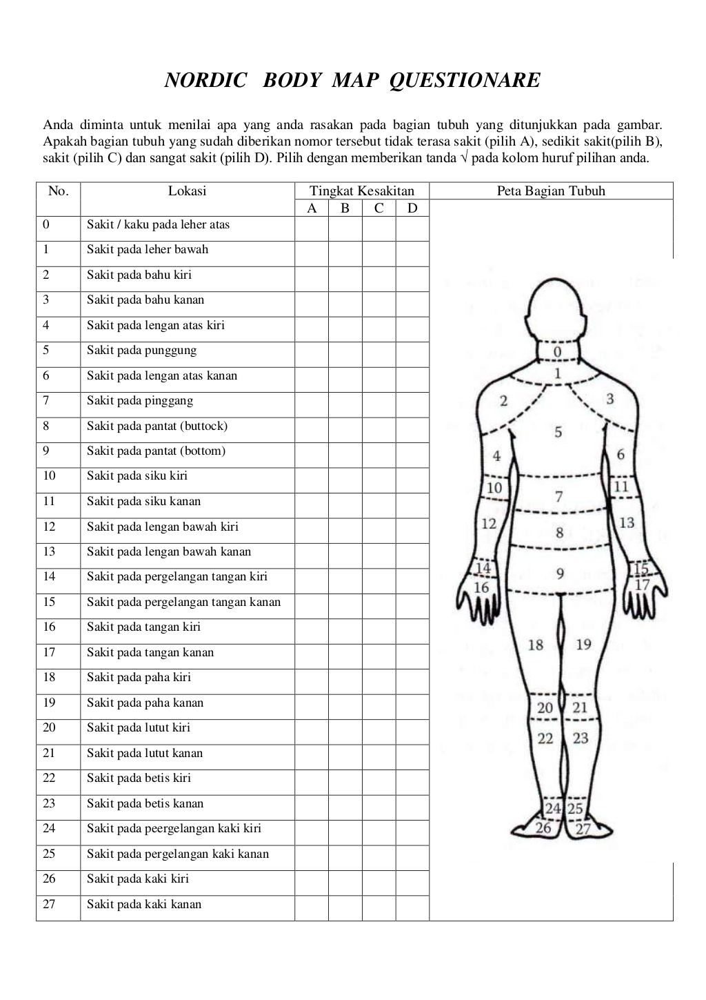 NORDIC BODY MAP QUESTIONARE
Anda diminta untuk menilai apa yang anda rasakan pada bagian tubuh yang ditunjukkan pada gambar.
Apakah bagian tubuh yang sudah diberikan nomor tersebut tidak terasa sakit (pilih A), sedikit sakit(pilih B),
sakit (pilih C) dan sangat sakit (pilih D). Pilih dengan memberikan tanda √ pada kolom huruf pilihan anda.
No. Lokasi Tingkat Kesakitan Peta Bagian Tubuh
A B C D
0 Sakit / kaku pada leher atas
1 Sakit pada leher bawah
2 Sakit pada bahu kiri
3 Sakit pada bahu kanan
4 Sakit pada lengan atas kiri
5 Sakit pada punggung
6 Sakit pada lengan atas kanan
7 Sakit pada pinggang
8 Sakit pada pantat (buttock)
9 Sakit pada pantat (bottom)
10 Sakit pada siku kiri
11 Sakit pada siku kanan
12 Sakit pada lengan bawah kiri
13 Sakit pada lengan bawah kanan
14 Sakit pada pergelangan tangan kiri
15 Sakit pada pergelangan tangan kanan
16 Sakit pada tangan kiri
17 Sakit pada tangan kanan
18 Sakit pada paha kiri
19 Sakit pada paha kanan
20 Sakit pada lutut kiri
21 Sakit pada lutut kanan
22 Sakit pada betis kiri
23 Sakit pada betis kanan
24 Sakit pada peergelangan kaki kiri
25 Sakit pada pergelangan kaki kanan
26 Sakit pada kaki kiri
27 Sakit pada kaki kanan
0
1
2 3
5
4 6
10 11
7
12 13
8
14 15
9
16 17
18 19
20 21
22 23
24 25
26 27